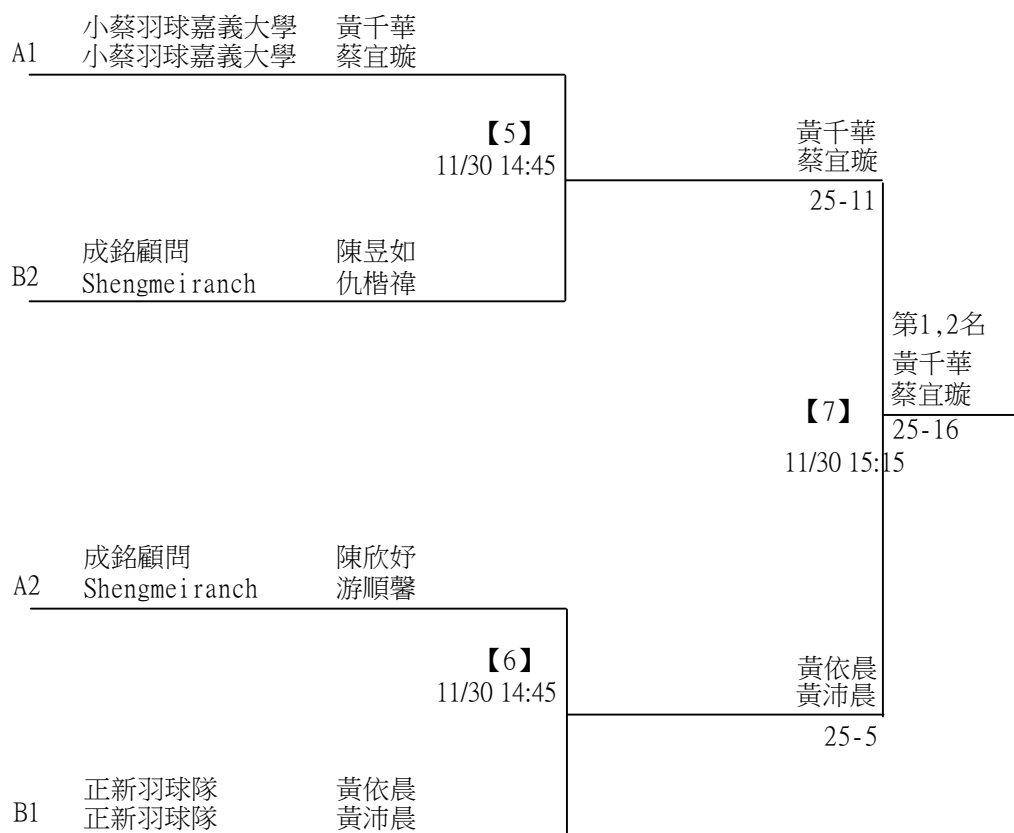 小蔡羽球嘉義大學 黃千華
A1 小蔡羽球嘉義大學 蔡宜璇
【5】
11/30 14:45
黃千華
蔡宜璇
25-11
成銘顧問 陳昱如
B2 Shengmeiranch 仇楷禕
第1,2名
黃千華
蔡宜璇
【7】
25-16
11/30 15:15
成銘顧問 陳欣妤
A2 Shengmeiranch 游順馨
【6】
11/30 14:45
黃依晨
黃沛晨
25-5
正新羽球隊 黃依晨
B1 正新羽球隊 黃沛晨